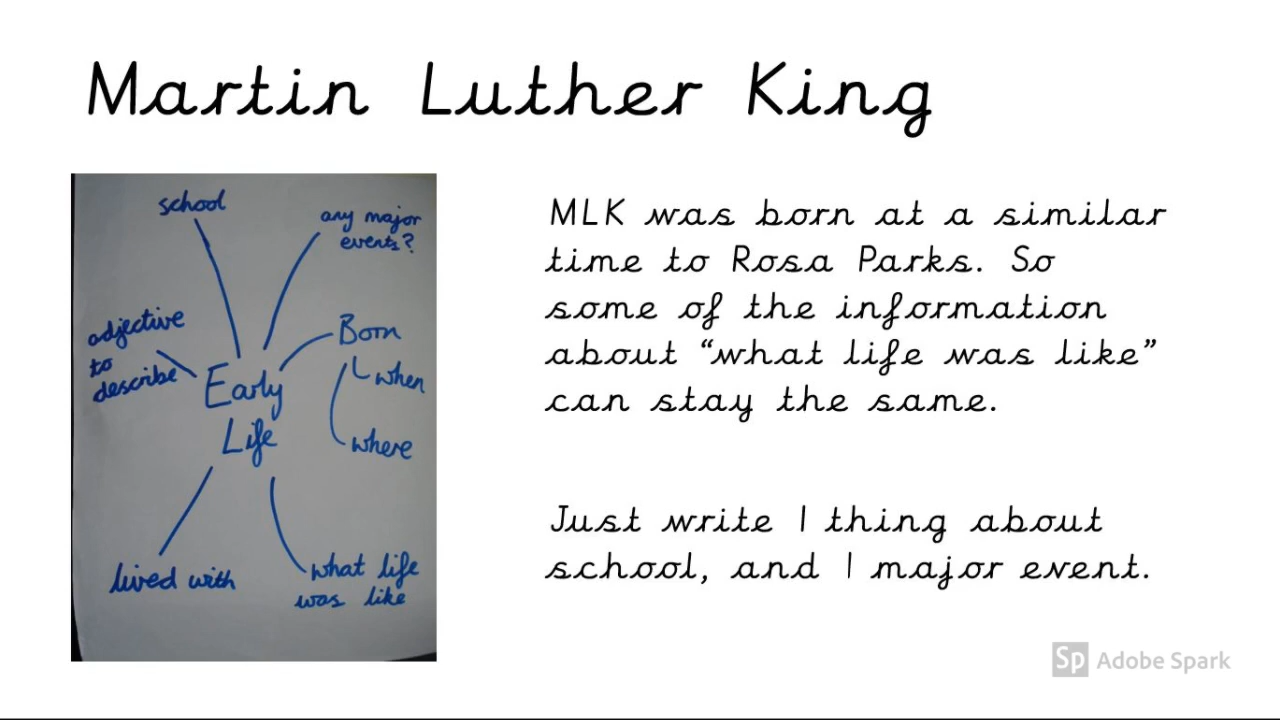 Martin Luther King
school
any major
events?
adjective
to
describe
Born
when
where
Early
Life
lived with
what life
was like
MLK was born at a similar
time to Rosa Parks. So
some of the information
about “what life was like”
can stay the same.
Just write 1 thing about
school, and 1 major event.
Sp Adobe Spark